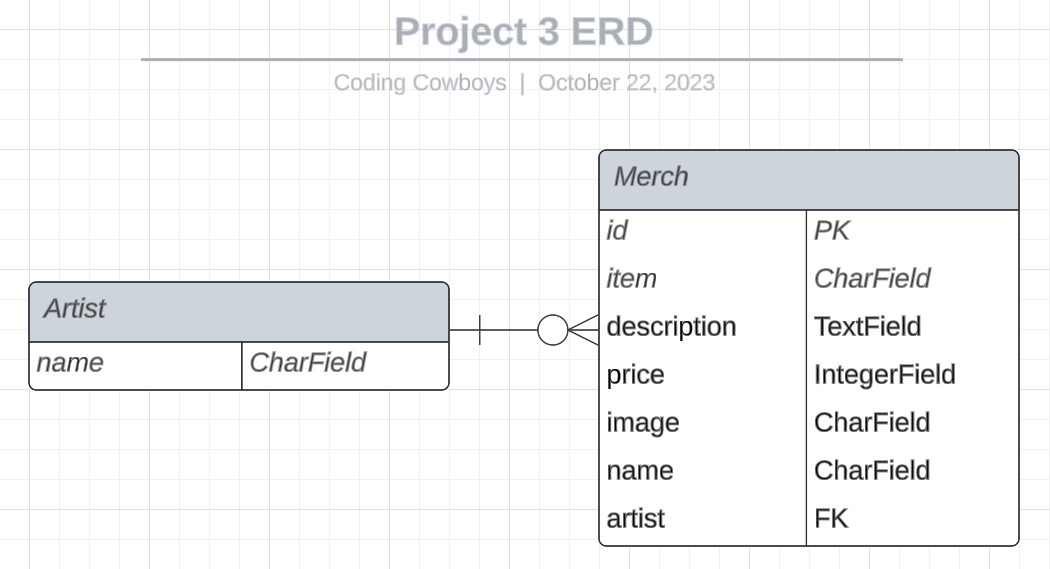 Project 3 ERD
Coding Cowboys | October 22, 2023
Artist
name CharField
Merch
id PK
item CharField
description TextField
price IntegerField
image CharField
name CharField
artist FK